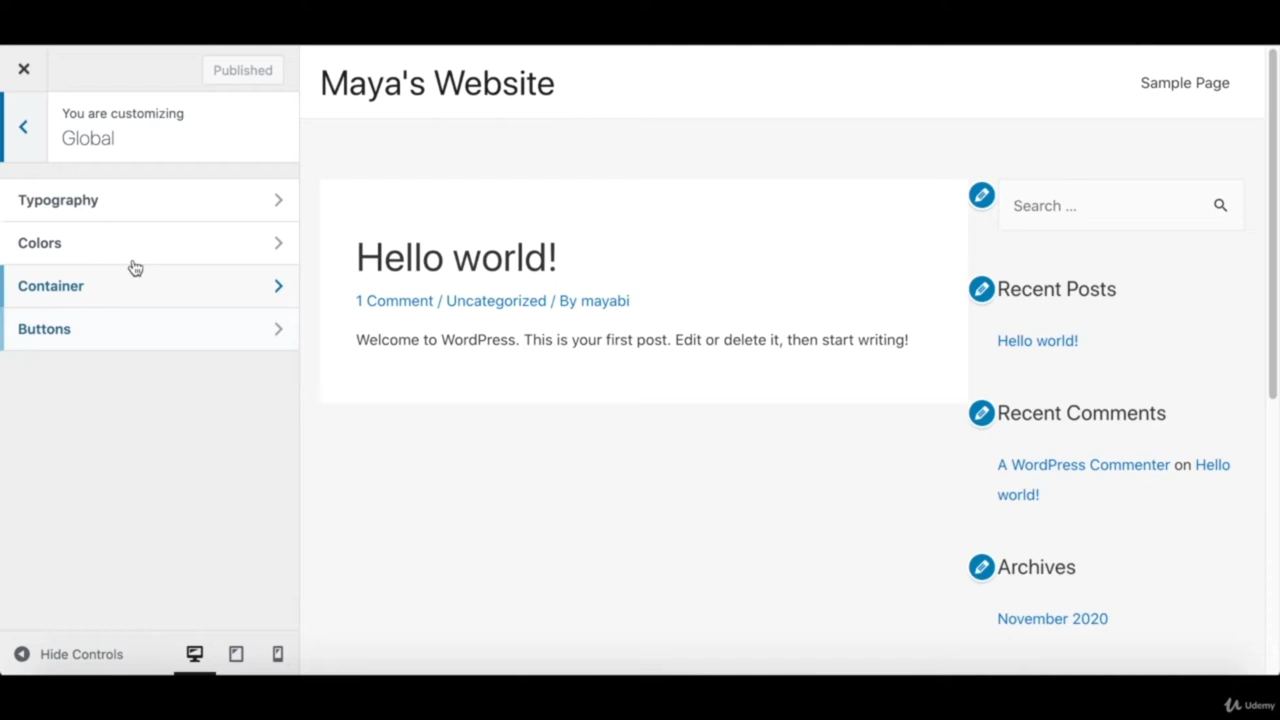 Published
You are customizing
Global
Typography
Colors
Container
Buttons
Hide Controls
Maya's Website
Sample Page
Hello world!
1 Comment / Uncategorized / By mayabi
Welcome to WordPress. This is your first post. Edit or delete it, then start writing!
Search ...
Recent Posts
Hello world!
Recent Comments
A WordPress Commenter on Hello
world!
Archives
November 2020
Udemy